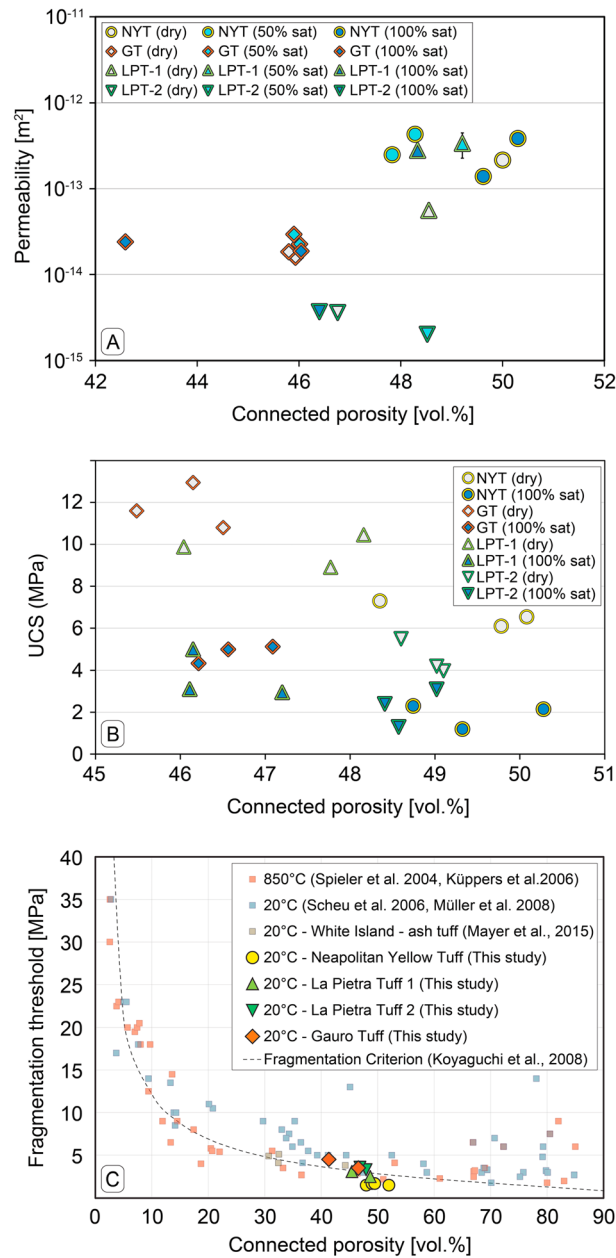 10⁻¹¹
NYT (dry) NYT (50% sat) NYT (100% sat)
GT (dry) GT (50% sat) GT (100% sat)
LPT-1 (dry) LPT-1 (50% sat) LPT-1 (100% sat)
LPT-2 (dry) LPT-2 (50% sat) LPT-2 (100% sat)
10⁻¹²
10⁻¹³
10⁻¹⁴
10⁻¹⁵
Permeability [m²]
A
42 44 46 48 50 52
Connected porosity [vol.%]
12
10
8
6
4
2
0
UCS (MPa)
NYT (dry)
NYT (100% sat)
GT (dry)
GT (100% sat)
LPT-1 (dry)
LPT-1 (100% sat)
LPT-2 (dry)
LPT-2 (100% sat)
B
45 46 47 48 49 50 51
Connected porosity [vol.%]
40
35
30
25
20
15
10
5
0
Fragmentation threshold [MPa]
850°C (Spieler et al. 2004, Küppers et al.2006)
20°C (Scheu et al. 2006, Müller et al. 2008)
20°C - White Island - ash tuff (Mayer et al., 2015)
20°C - Neapolitan Yellow Tuff (This study)
20°C - La Pietra Tuff 1 (This study)
20°C - La Pietra Tuff 2 (This study)
20°C - Gauro Tuff (This study)
Fragmentation Criterion (Koyaguchi et al., 2008)
C
0 10 20 30 40 50 60 70 80 90
Connected porosity [vol.%]